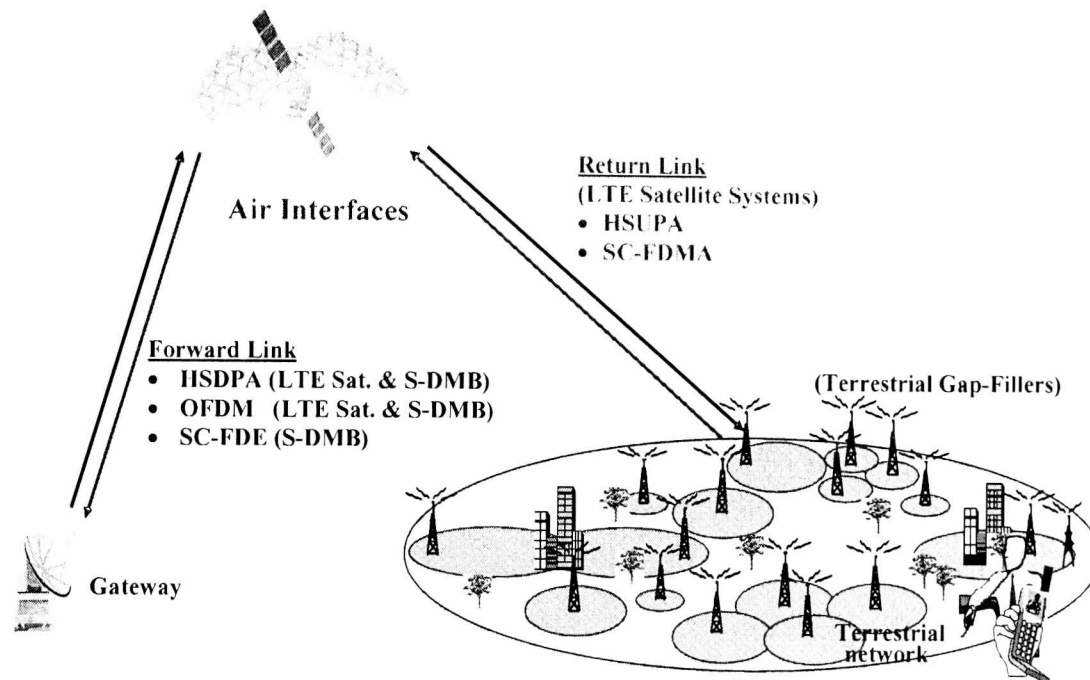 Air Interfaces
Return Link
(LTE Satellite Systems)
• HSUPA
• SC-FDMA
Forward Link
• HSDPA (LTE Sat. & S-DMB)
• OFDM (LTE Sat. & S-DMB)
• SC-FDE (S-DMB)
(Terrestrial Gap-Fillers)
Gateway
Terrestrial
network